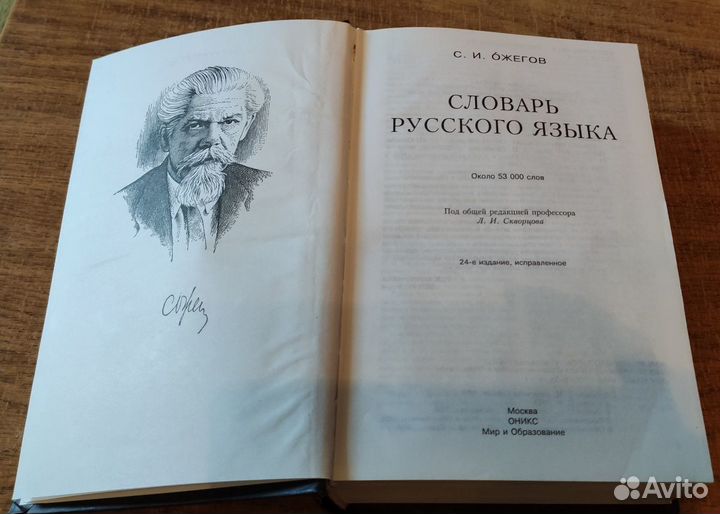 С. И. О́ЖЕГОВ
СЛОВАРЬ
РУССКОГО ЯЗЫКА
Около 53 000 слов
Под общей редакцией профессора
Л. И. Скворцова
24-е издание, исправленное
Москва
ОНИКС
Мир и Образование
Avito